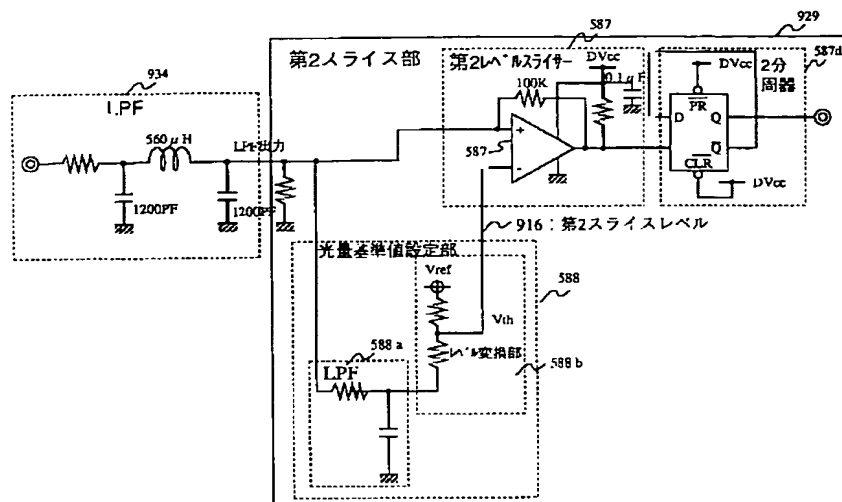 929
587
934
LPF
560μH
1200PF
1200PF
LPF出力
第2スライス部
第2レベルスライサー
DVcc
100K
0.1μF
+
-
587
2分
周器
587d
DVcc
PR
D
Q
Q
CLR
DVcc
916：第2スライスレベル
光量基準値設定部
588
Vref
Vth
レベル変換部
588b
588a
LPF